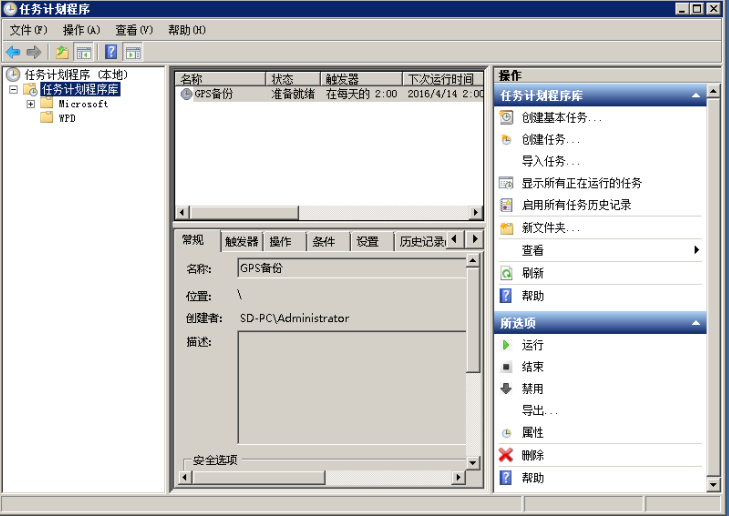 任务计划程序
文件(F) 操作(A) 查看(V) 帮助(H)
任务计划程序 (本地)
任务计划程序库
Microsoft
WPD
名称 状态 触发器 下次运行时间
GPS备份 准备就绪 在每天的 2:00 2016/4/14 2:00
常规 触发器 操作 条件 设置 历史记录
名称: GPS备份
位置: \
创建者: SD-PC\Administrator
描述:
安全选项
操作
任务计划程序库
创建基本任务...
创建任务...
导入任务...
显示所有正在运行的任务
启用所有任务历史记录
新文件夹...
查看
刷新
帮助
所选项
运行
结束
禁用
导出...
属性
删除
帮助